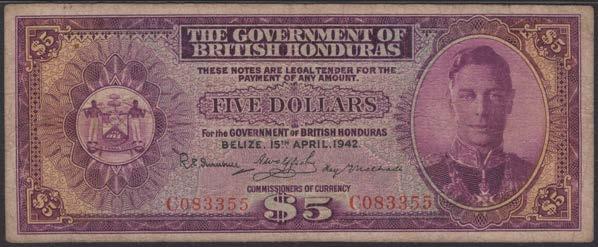 $5 $5
THE GOVERNMENT OF
BRITISH HONDURAS
THESE NOTES ARE LEGAL TENDER FOR THE
PAYMENT OF ANY AMOUNT.
FIVE DOLLARS
For the GOVERNMENT OF BRITISH HONDURAS
BELIZE, 15TH APRIL, 1942.
COMMISSIONERS OF CURRENCY
C083355 $5 C083355
$5 $5